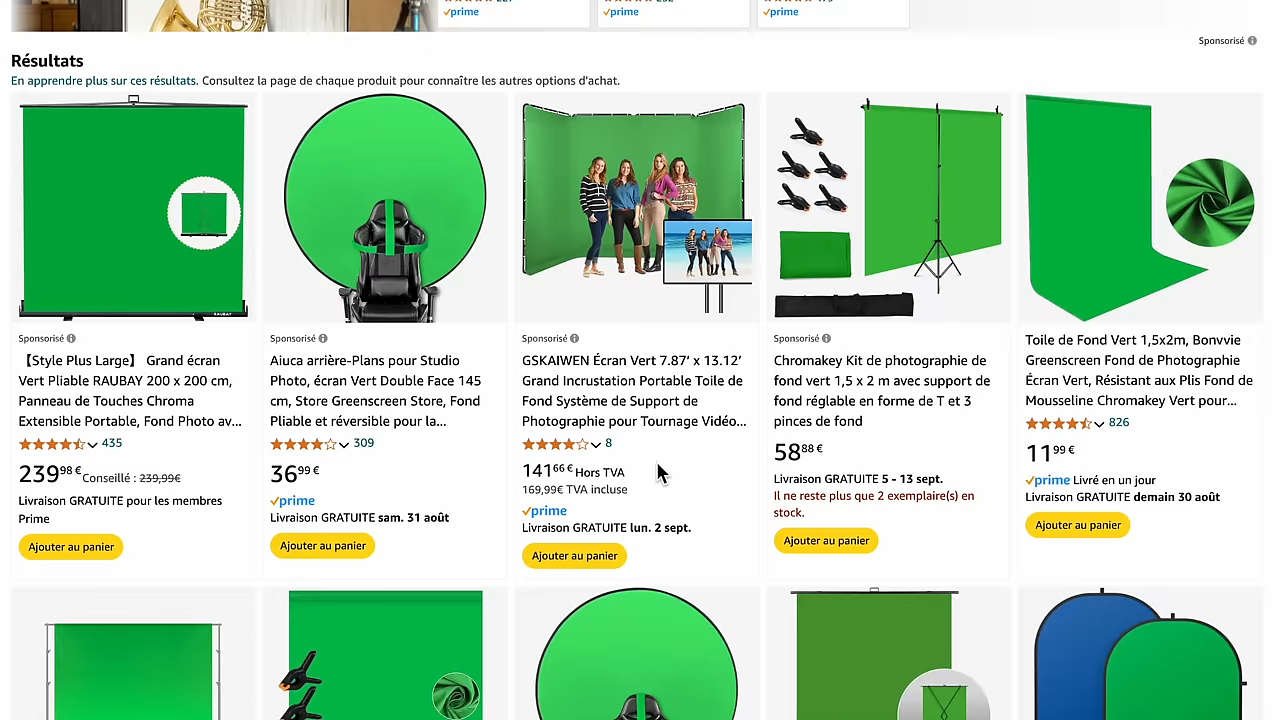 prime
prime
prime
Sponsorisé
Résultats
En apprendre plus sur ces résultats. Consultez la page de chaque produit pour connaître les autres options d'achat.
RAUBAY
Sponsorisé
【Style Plus Large】 Grand écran
Vert Pliable RAUBAY 200 x 200 cm,
Panneau de Touches Chroma
Extensible Portable, Fond Photo av...
435
239,98 € Conseillé : 239,99€
Livraison GRATUITE pour les membres
Prime
Ajouter au panier
Sponsorisé
Aiuca arrière-Plans pour Studio
Photo, écran Vert Double Face 145
cm, Store Greenscreen Store, Fond
Pliable et réversible pour la...
309
36,99 €
prime
Livraison GRATUITE sam. 31 août
Ajouter au panier
Sponsorisé
GSKAIWEN Écran Vert 7.87′ x 13.12′
Grand Incrustation Portable Toile de
Fond Système de Support de
Photographie pour Tournage Vidéo...
8
141,66 € Hors TVA
169,99€ TVA incluse
prime
Livraison GRATUITE lun. 2 sept.
Ajouter au panier
Sponsorisé
Chromakey Kit de photographie de
fond vert 1,5 x 2 m avec support de
fond réglable en forme de T et 3
pinces de fond
58,88 €
Livraison GRATUITE 5 - 13 sept.
Il ne reste plus que 2 exemplaire(s) en
stock.
Ajouter au panier
Toile de Fond Vert 1,5x2m, Bonvvie
Greenscreen Fond de Photographie
Écran Vert, Résistant aux Plis Fond de
Mousseline Chromakey Vert pour...
826
11,99 €
prime Livré en un jour
Livraison GRATUITE demain 30 août
Ajouter au panier